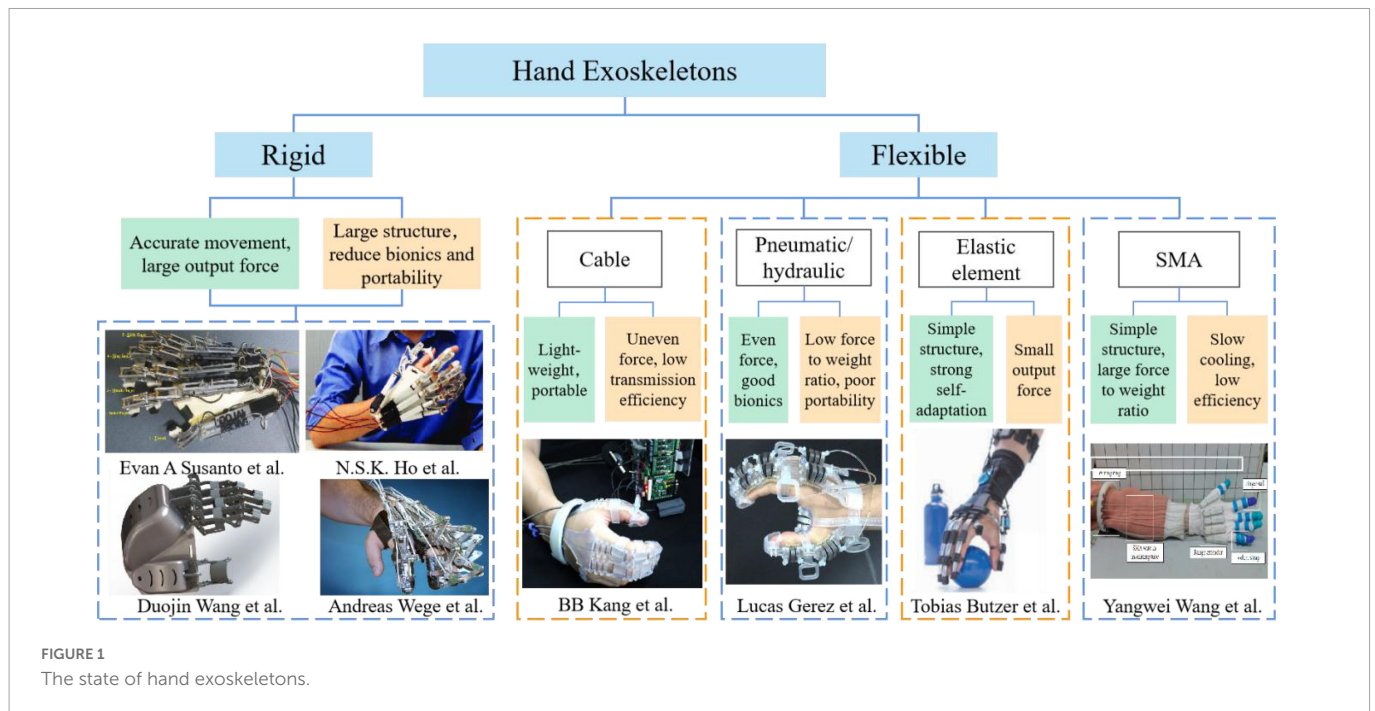 Hand Exoskeletons
Rigid
Flexible
Accurate movement,
large output force
Large structure,
reduce bionics and
portability
Cable
Pneumatic/
hydraulic
Elastic
element
SMA
Light-
weight,
portable
Uneven
force, low
transmission
efficiency
Even
force,
good
bionics
Low force
to weight
ratio, poor
portability
Simple
structure,
strong
self-
adaptation
Small
output
force
Simple
structure,
large force
to weight
ratio
Slow
cooling,
low
efficiency
Evan A Susanto et al.
N.S.K. Ho et al.
Duojin Wang et al.
Andreas Wege et al.
BB Kang et al.
Lucas Gerez et al.
Tobias Butzer et al.
Yangwei Wang et al.
FIGURE 1
The state of hand exoskeletons.